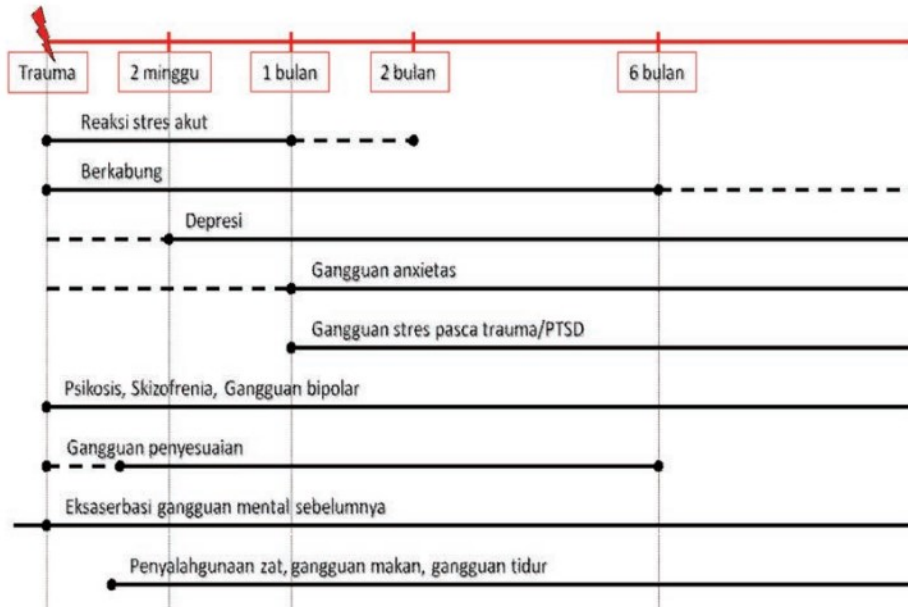 Trauma
2 minggu
1 bulan
2 bulan
6 bulan
Reaksi stres akut
Berkabung
Depresi
Gangguan anxietas
Gangguan stres pasca trauma/PTSD
Psikosis, Skizofrenia, Gangguan bipolar
Gangguan penyesuaian
Eksaserbasi gangguan mental sebelumnya
Penyalahgunaan zat, gangguan makan, gangguan tidur